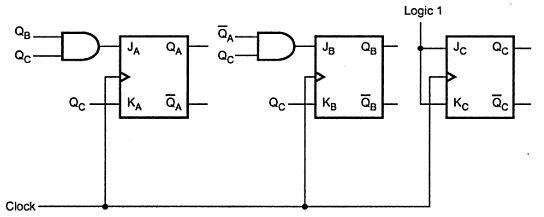 Logic 1
Q_B
Q_C
J_A Q_A
Q_C
K_A Q̅_A
Q̅_A
Q_C
J_B Q_B
Q_C
K_B Q̅_B
J_C Q_C
K_C Q̅_C
Clock